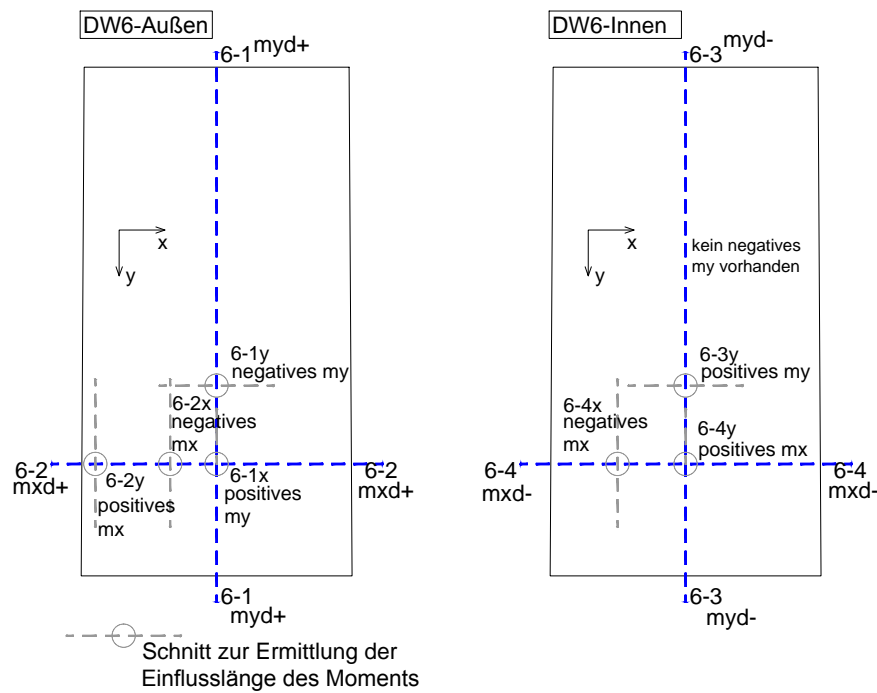 DW6-Außen
6-1 myd+
x
y
6-1y
negatives my
6-2x
negatives
mx
6-2
mxd+
6-2y
positives
mx
6-1x
positives
my
6-2
mxd+
6-1
myd+
Schnitt zur Ermittlung der
Einflusslänge des Moments
DW6-Innen
6-3 myd-
x
y
kein negatives
my vorhanden
6-3y
positives my
6-4x
negatives
mx
6-4y
positives mx
6-4
mxd-
6-4
mxd-
6-3
myd-